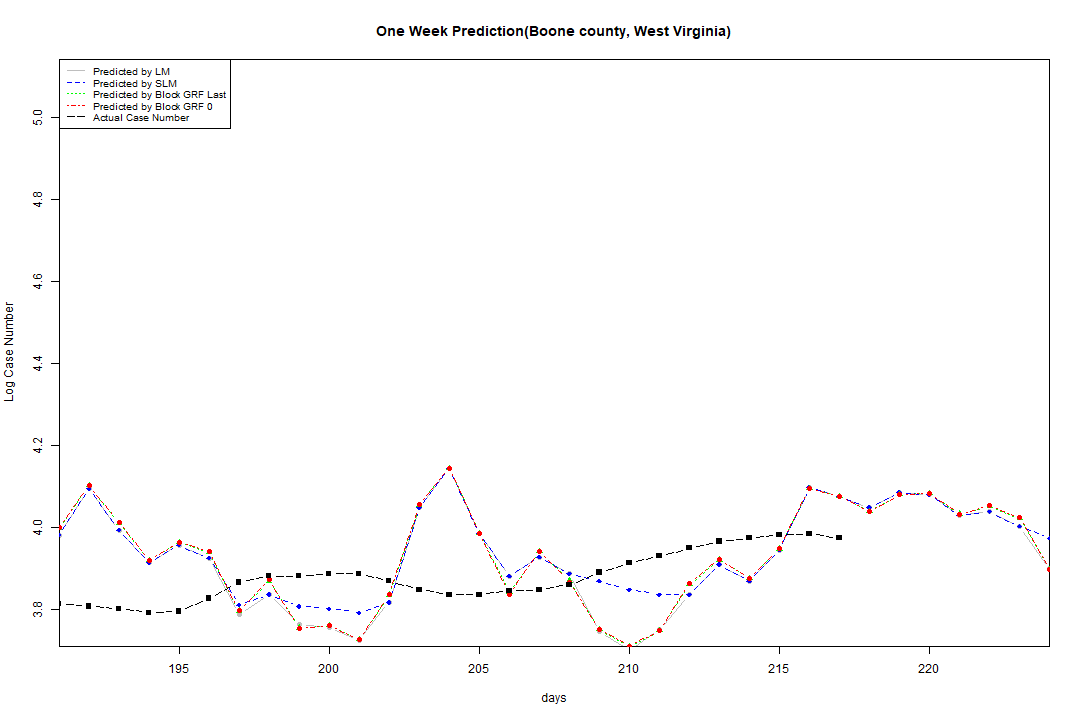 One Week Prediction(Boone county, West Virginia)
Predicted by LM
Predicted by SLM
Predicted by Block GRF Last
Predicted by Block GRF 0
Actual Case Number
5.0
4.8
4.6
4.4
4.2
4.0
3.8
Log Case Number
195 200 205 210 215 220
days